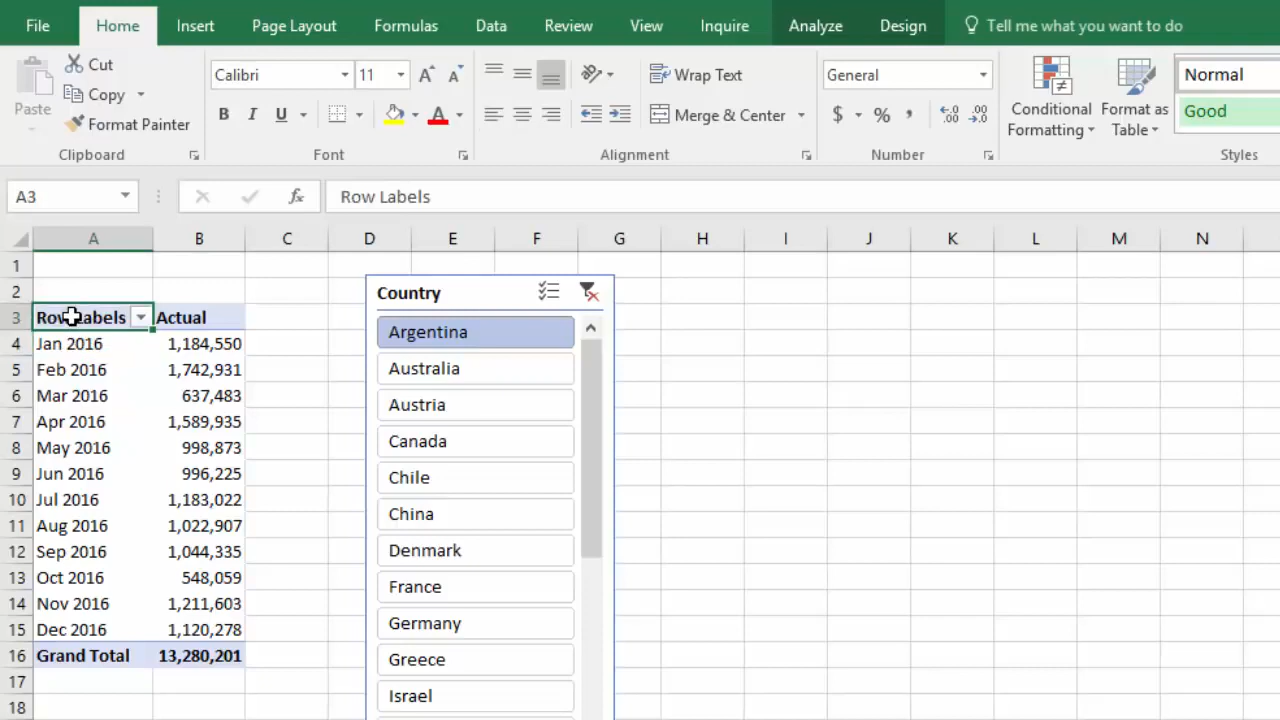 File Home Insert Page Layout Formulas Data Review View Inquire Analyze Design Tell me what you want to do
Paste
Cut
Copy
Format Painter
Clipboard
Calibri 11
B I U A
Font
Wrap Text
Merge & Center
Alignment
General
$ % ,
Number
Conditional
Formatting
Format as
Table
Normal
Good
Styles
A3 fx Row Labels
A B C D E F G H I J K L M N
1
2
3 Row Labels Actual
4 Jan 2016 1,184,550
5 Feb 2016 1,742,931
6 Mar 2016 637,483
7 Apr 2016 1,589,935
8 May 2016 998,873
9 Jun 2016 996,225
10 Jul 2016 1,183,022
11 Aug 2016 1,022,907
12 Sep 2016 1,044,335
13 Oct 2016 548,059
14 Nov 2016 1,211,603
15 Dec 2016 1,120,278
16 Grand Total 13,280,201
17
18
Country
Argentina
Australia
Austria
Canada
Chile
China
Denmark
France
Germany
Greece
Israel